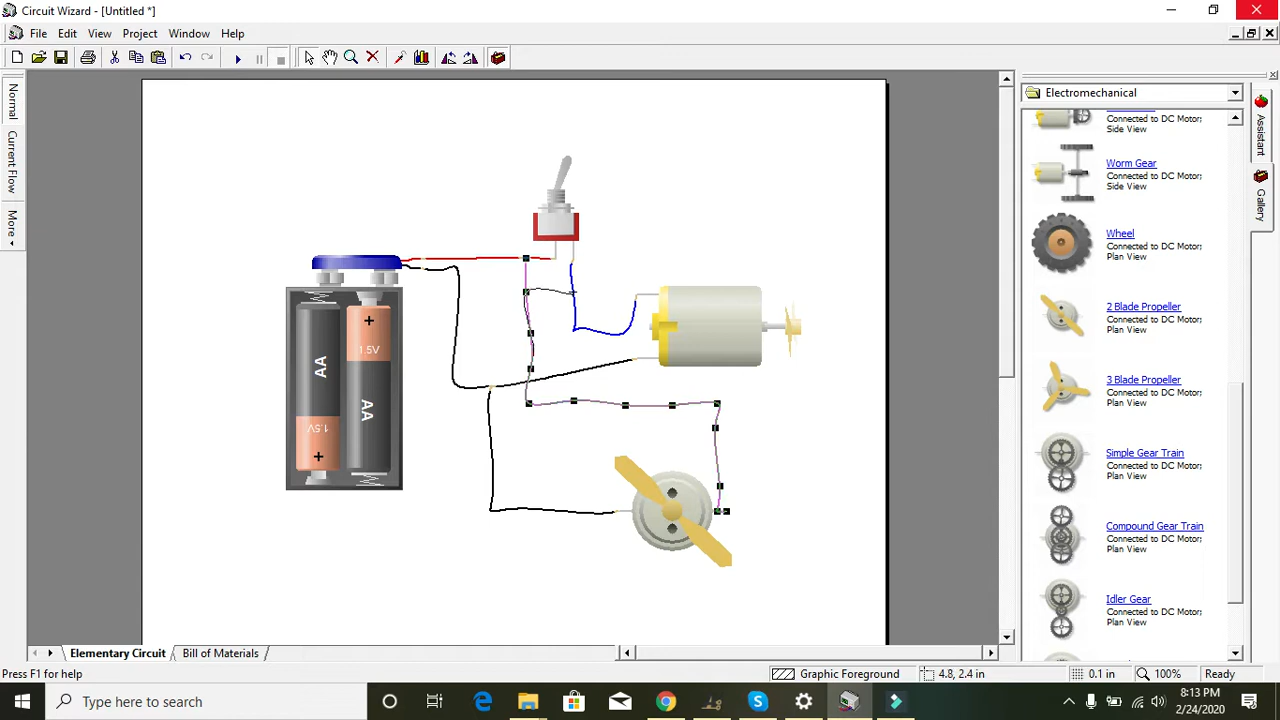 Circuit Wizard - [Untitled *]
File Edit View Project Window Help
Normal
Current Flow
More
AA
1.5V
+
AA
1.5V
+
Electromechanical
Connected to DC Motor;
Side View
Worm Gear
Connected to DC Motor;
Side View
Wheel
Connected to DC Motor;
Plan View
2 Blade Propeller
Connected to DC Motor;
Plan View
3 Blade Propeller
Connected to DC Motor;
Plan View
Simple Gear Train
Connected to DC Motor;
Plan View
Compound Gear Train
Connected to DC Motor;
Plan View
Idler Gear
Connected to DC Motor;
Plan View
Assistant
Gallery
Elementary Circuit Bill of Materials
Press F1 for help Graphic Foreground 4.8, 2.4 in 0.1 in 100% Ready
Type here to search
8:13 PM
2/24/2020